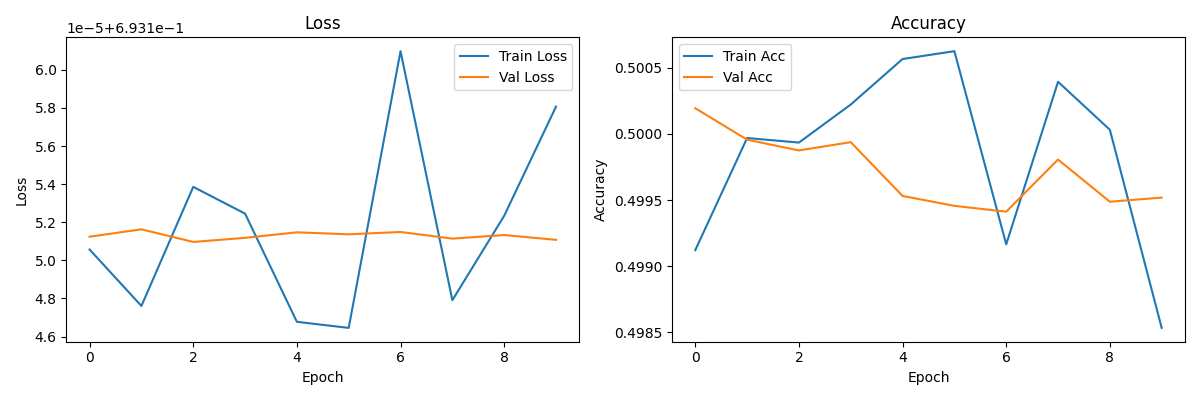 Loss
1e−5+6.931e−1
Train Loss
Val Loss
6.0
5.8
5.6
5.4
5.2
5.0
4.8
4.6
Loss
0 2 4 6 8
Epoch
Accuracy
Train Acc
Val Acc
0.5005
0.5000
0.4995
0.4990
0.4985
Accuracy
0 2 4 6 8
Epoch